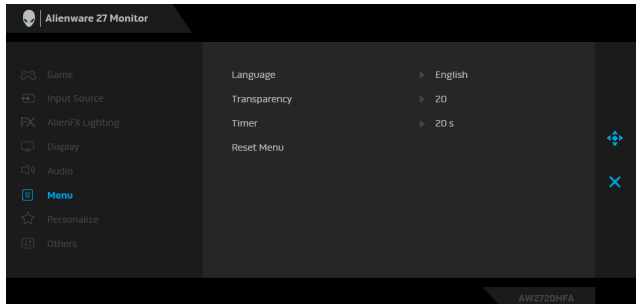 Alienware 27 Monitor
Game
Input Source
AlienFX Lighting
Display
Audio
Menu
Personalize
Others
Language English
Transparency 20
Timer 20 s
Reset Menu
AW2720HFA